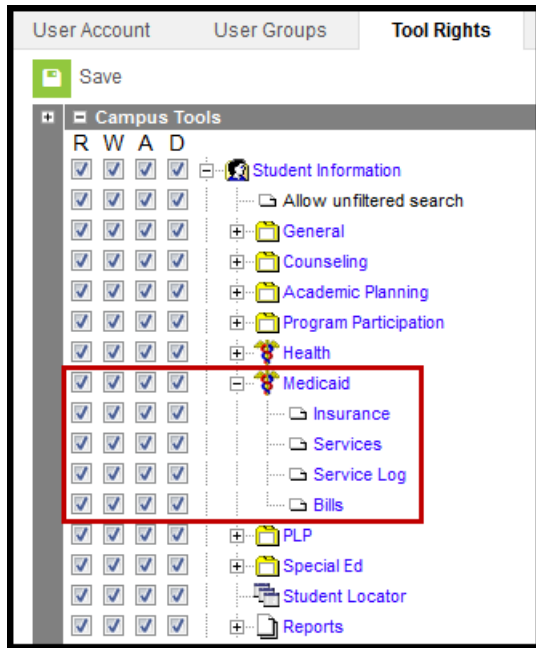 User Account User Groups Tool Rights
Save
Campus Tools
R W A D
Student Information
Allow unfiltered search
General
Counseling
Academic Planning
Program Participation
Health
Medicaid
Insurance
Services
Service Log
Bills
PLP
Special Ed
Student Locator
Reports